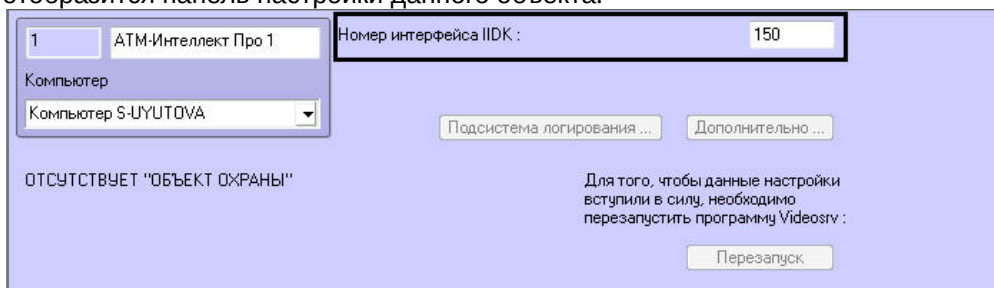 отобразится панель настройки данного объекта.
1 АТМ-Интеллект Про 1 Номер интерфейса IIDK : 150
Компьютер
Компьютер S-UYUTOVA
Подсистема логирования ... Дополнительно ...
ОТСУТСТВУЕТ "ОБЪЕКТ ОХРАНЫ"
Для того, чтобы данные настройки
вступили в силу, необходимо
перезапустить программу Videosrv :
Перезапуск